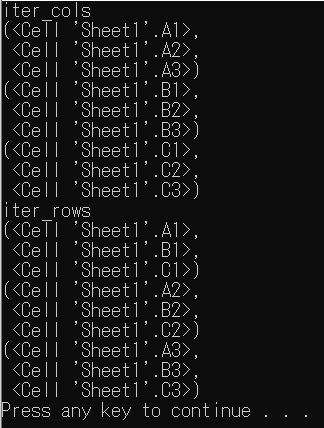 iter_cols
(<Cell 'Sheet1'.A1>,
 <Cell 'Sheet1'.A2>,
 <Cell 'Sheet1'.A3>)
(<Cell 'Sheet1'.B1>,
 <Cell 'Sheet1'.B2>,
 <Cell 'Sheet1'.B3>)
(<Cell 'Sheet1'.C1>,
 <Cell 'Sheet1'.C2>,
 <Cell 'Sheet1'.C3>)
iter_rows
(<Cell 'Sheet1'.A1>,
 <Cell 'Sheet1'.B1>,
 <Cell 'Sheet1'.C1>)
(<Cell 'Sheet1'.A2>,
 <Cell 'Sheet1'.B2>,
 <Cell 'Sheet1'.C2>)
(<Cell 'Sheet1'.A3>,
 <Cell 'Sheet1'.B3>,
 <Cell 'Sheet1'.C3>)
Press any key to continue . . .